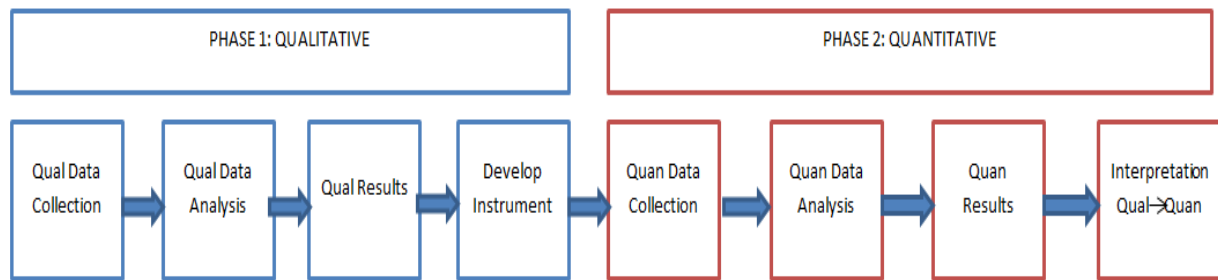 PHASE 1: QUALITATIVE
PHASE 2: QUANTITATIVE
Qual Data
Collection
Qual Data
Analysis
Qual Results
Develop
Instrument
Quan Data
Collection
Quan Data
Analysis
Quan
Results
Interpretation
Qual→Quan